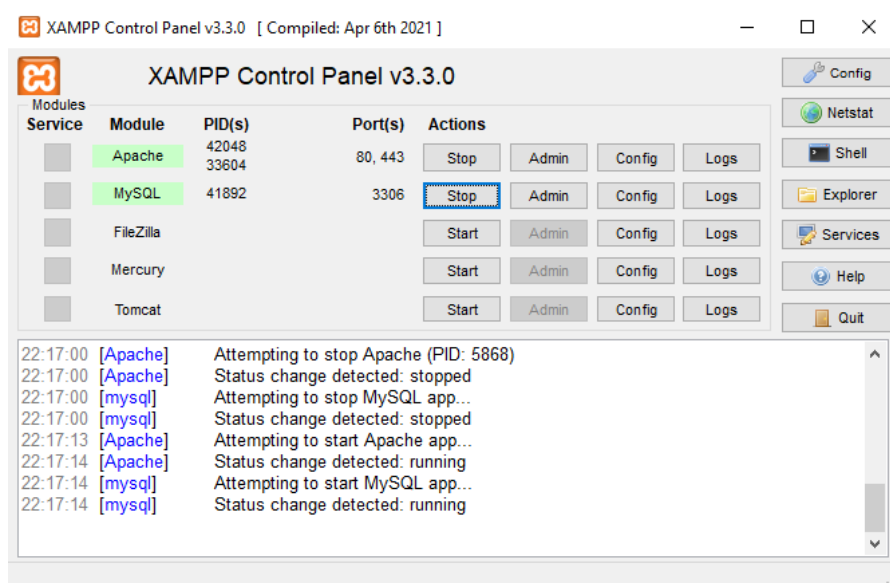 XAMPP Control Panel v3.3.0 [ Compiled: Apr 6th 2021 ]
XAMPP Control Panel v3.3.0
Config
Modules
Service Module PID(s) Port(s) Actions
Netstat
Apache 42048 33604 80, 443 Stop Admin Config Logs
Shell
MySQL 41892 3306 Stop Admin Config Logs
Explorer
FileZilla Start Admin Config Logs
Services
Mercury Start Admin Config Logs
Help
Tomcat Start Admin Config Logs
Quit
22:17:00 [Apache] Attempting to stop Apache (PID: 5868)
22:17:00 [Apache] Status change detected: stopped
22:17:00 [mysql] Attempting to stop MySQL app...
22:17:00 [mysql] Status change detected: stopped
22:17:13 [Apache] Attempting to start Apache app...
22:17:14 [Apache] Status change detected: running
22:17:14 [mysql] Attempting to start MySQL app...
22:17:14 [mysql] Status change detected: running